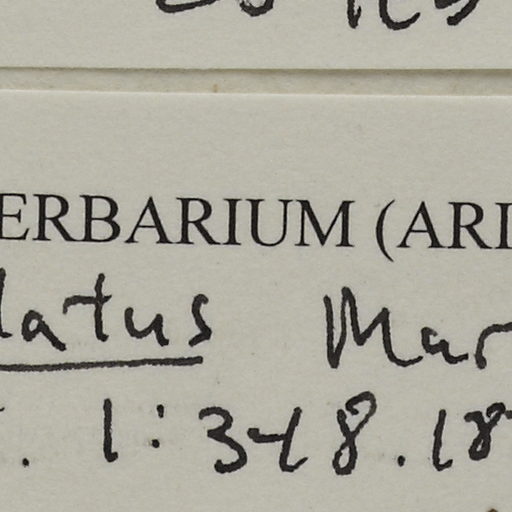 ERBARIUM (ARI
latus Mar
. 1:348.18